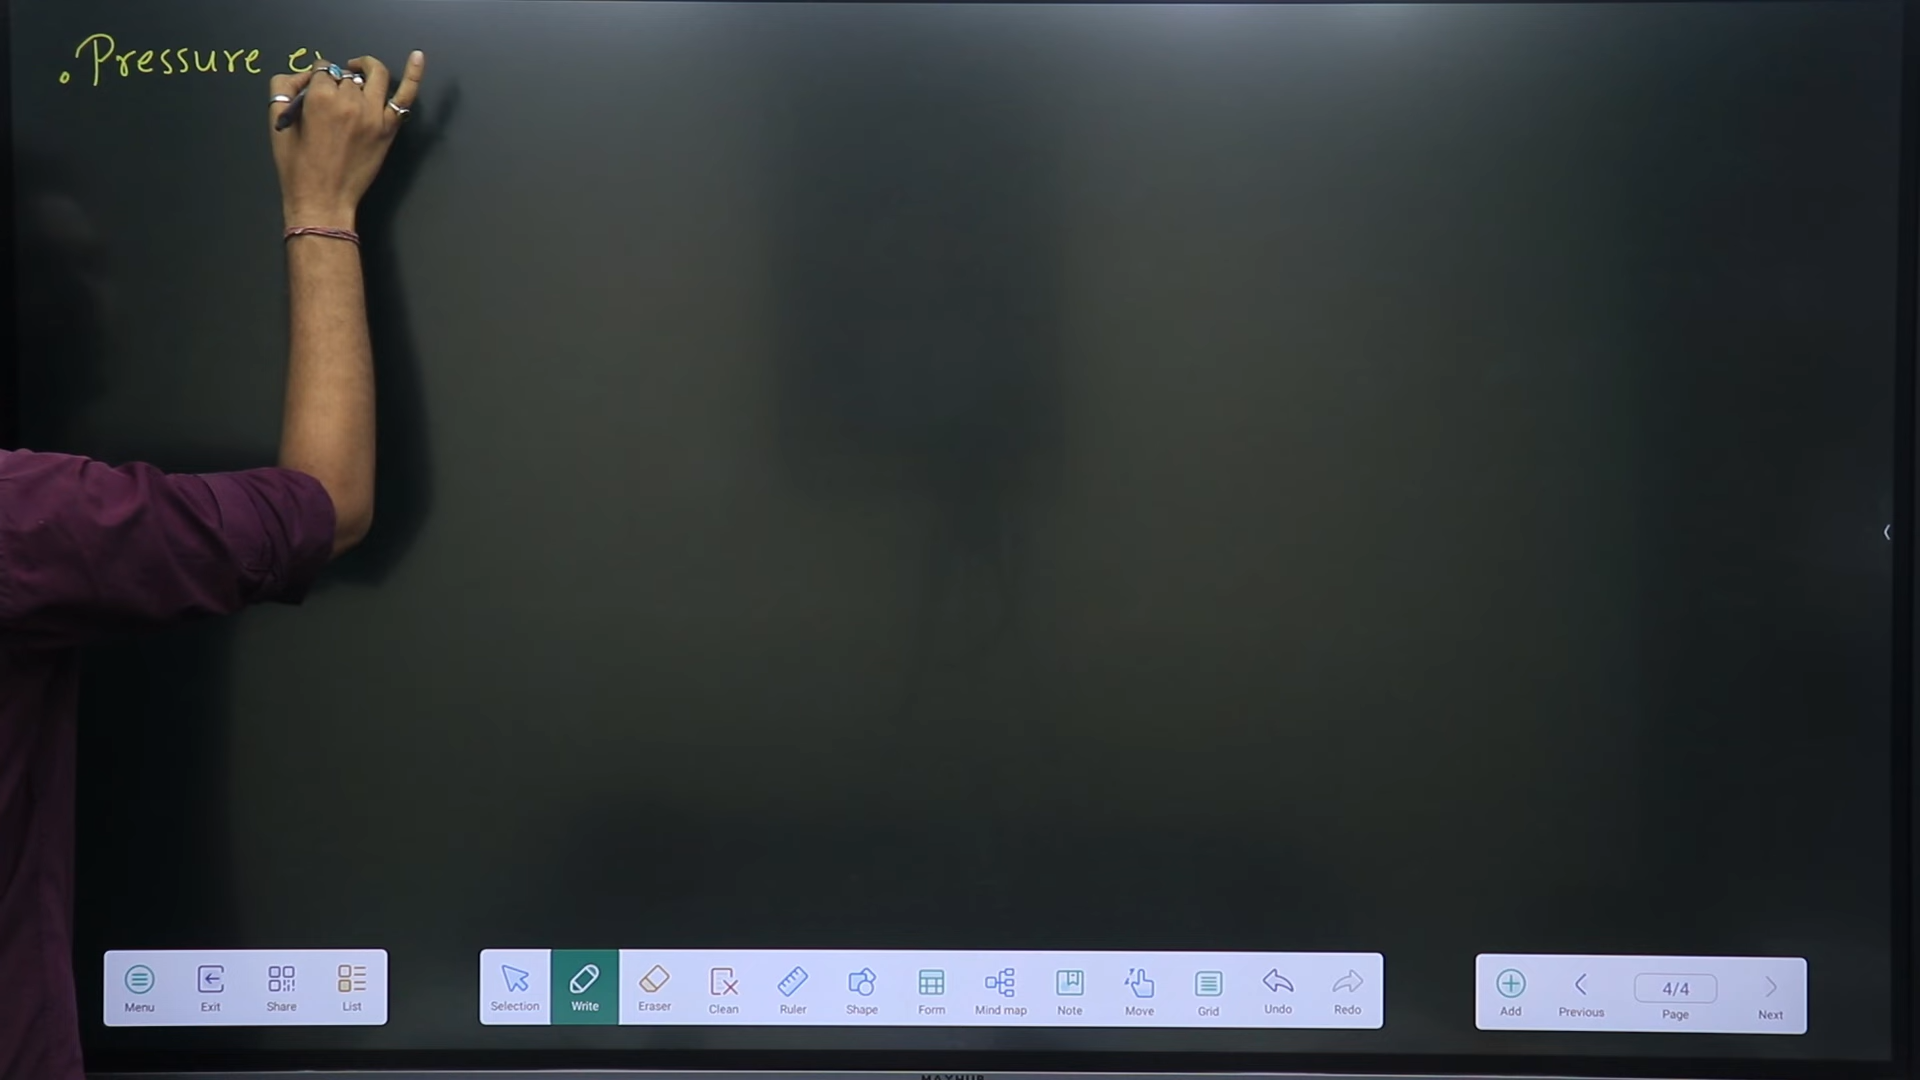 . Pressure
Menu Exit Share List
Selection Write Eraser Clean Ruler Shape Form Mind map Note Move Grid Undo Redo
Add Previous 4/4 Page Next
MAXHUB